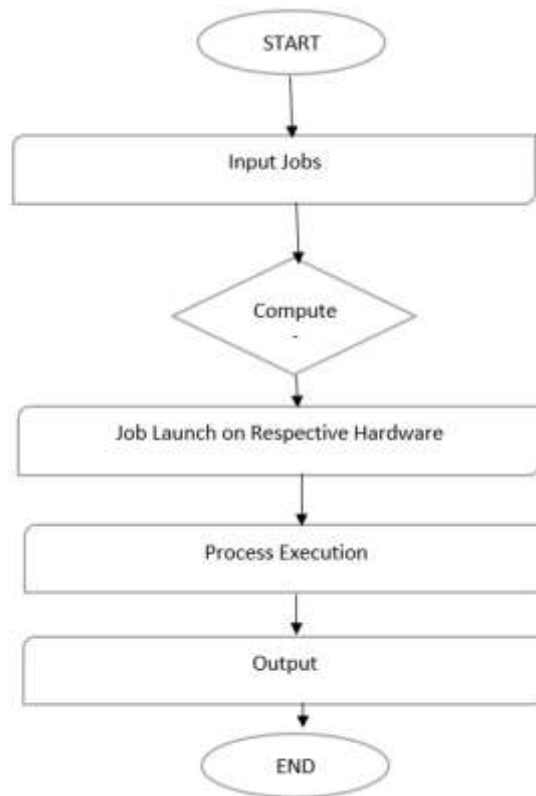 START
Input Jobs
Compute
-
Job Launch on Respective Hardware
Process Execution
Output
END